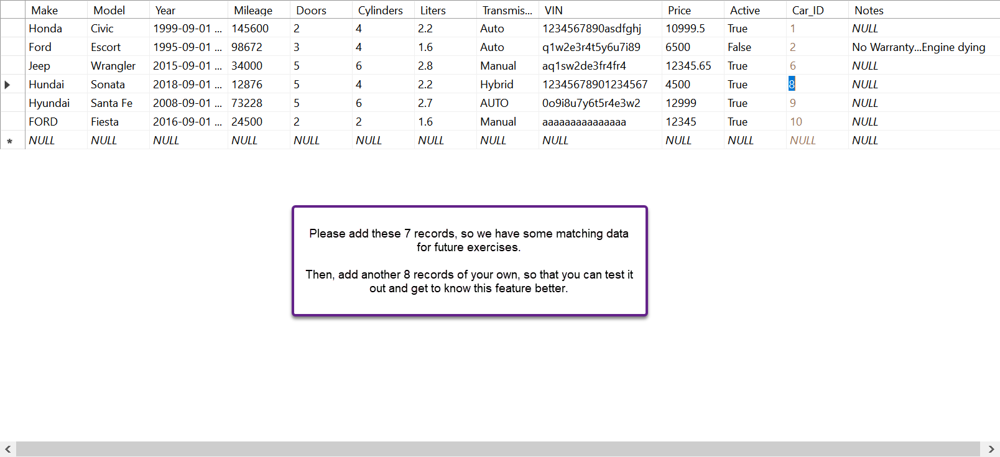 Make Model Year Mileage Doors Cylinders Liters Transmis... VIN Price Active Car_ID Notes
Honda Civic 1999-09-01 ... 145600 2 4 2.2 Auto 1234567890asdfghj 10999.5 True 1 NULL
Ford Escort 1995-09-01 ... 98672 3 4 1.6 Auto q1w2e3r4t5y6u7i89 6500 False 2 No Warranty...Engine dying
Jeep Wrangler 2015-09-01 ... 34000 5 6 2.8 Manual aq1sw2de3fr4fr4 12345.65 True 6 NULL
Hundai Sonata 2018-09-01 ... 12876 5 4 2.2 Hybrid 12345678901234567 4500 True 8 NULL
Hyundai Santa Fe 2008-09-01 ... 73228 5 6 2.7 AUTO 0o9i8u7y6t5r4e3w2 12999 True 9 NULL
FORD Fiesta 2016-09-01 ... 24500 2 2 1.6 Manual aaaaaaaaaaaaaaa 12345 True 10 NULL
* NULL NULL NULL NULL NULL NULL NULL NULL NULL NULL NULL NULL NULL
Please add these 7 records, so we have some matching data
for future exercises.
Then, add another 8 records of your own, so that you can test it
out and get to know this feature better.